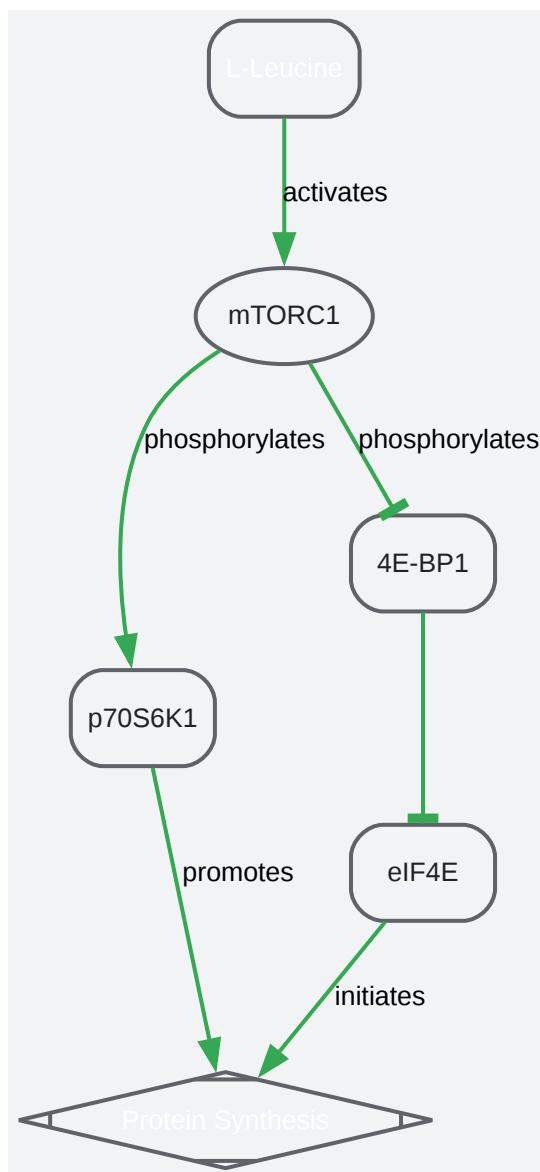 L-Leucine
activates
mTORC1
phosphorylates
phosphorylates
4E-BP1
p70S6K1
promotes
eIF4E
initiates
Protein Synthesis